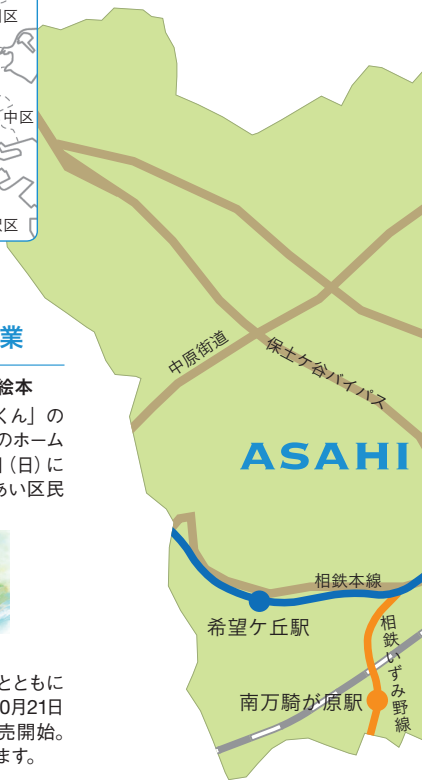 区
中区
区
業
絵本
くん」の
のホーム
(日)に
あい区民
とともに
0月21日
売開始。
ます。
中原街道
保土ケ谷バイパス
ASAHI
相鉄本線
希望ケ丘駅
相鉄いずみ野線
南万騎が原駅